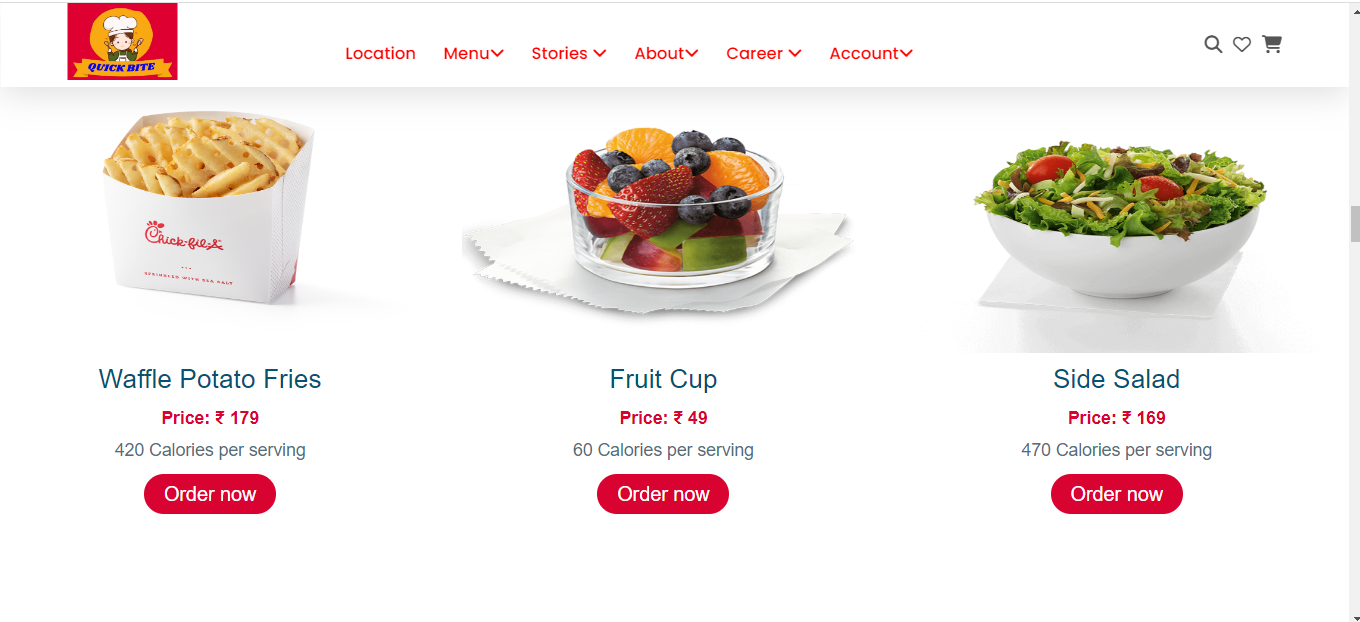 QUICK BITE
Location Menu Stories About Career Account
Chick-fil-A
SPRINKLED WITH SEA SALT
Waffle Potato Fries Fruit Cup Side Salad
Price: ₹ 179 Price: ₹ 49 Price: ₹ 169
420 Calories per serving 60 Calories per serving 470 Calories per serving
Order now Order now Order now